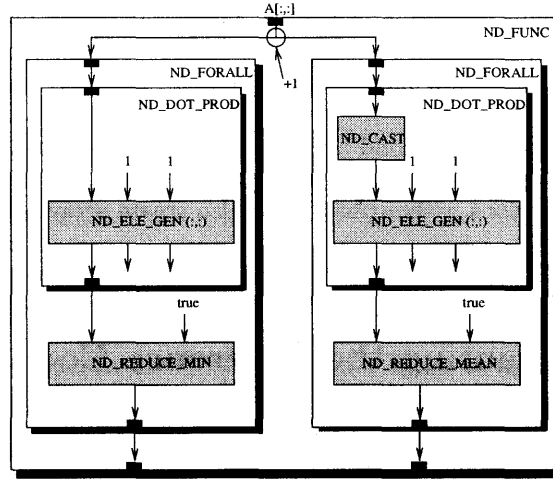 A[:,:]
ND_FUNC
+1
ND_FORALL
ND_FORALL
ND_DOT_PROD
ND_DOT_PROD
ND_CAST
1 1
1 1
ND_ELE_GEN (:,:)
ND_ELE_GEN (:,:)
true
true
ND_REDUCE_MIN
ND_REDUCE_MEAN